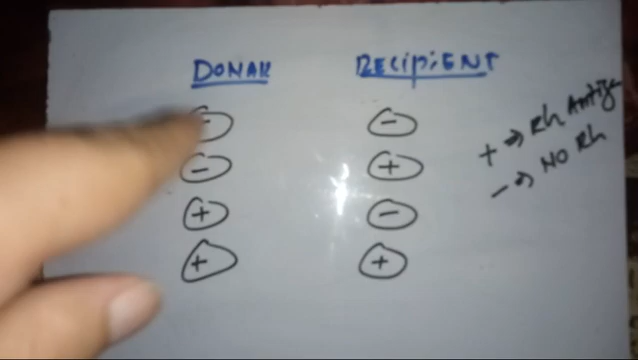 DONAR RECIPIENT
- -
- +
+ -
+ +
+ => Rh Antige
- => NO Rh